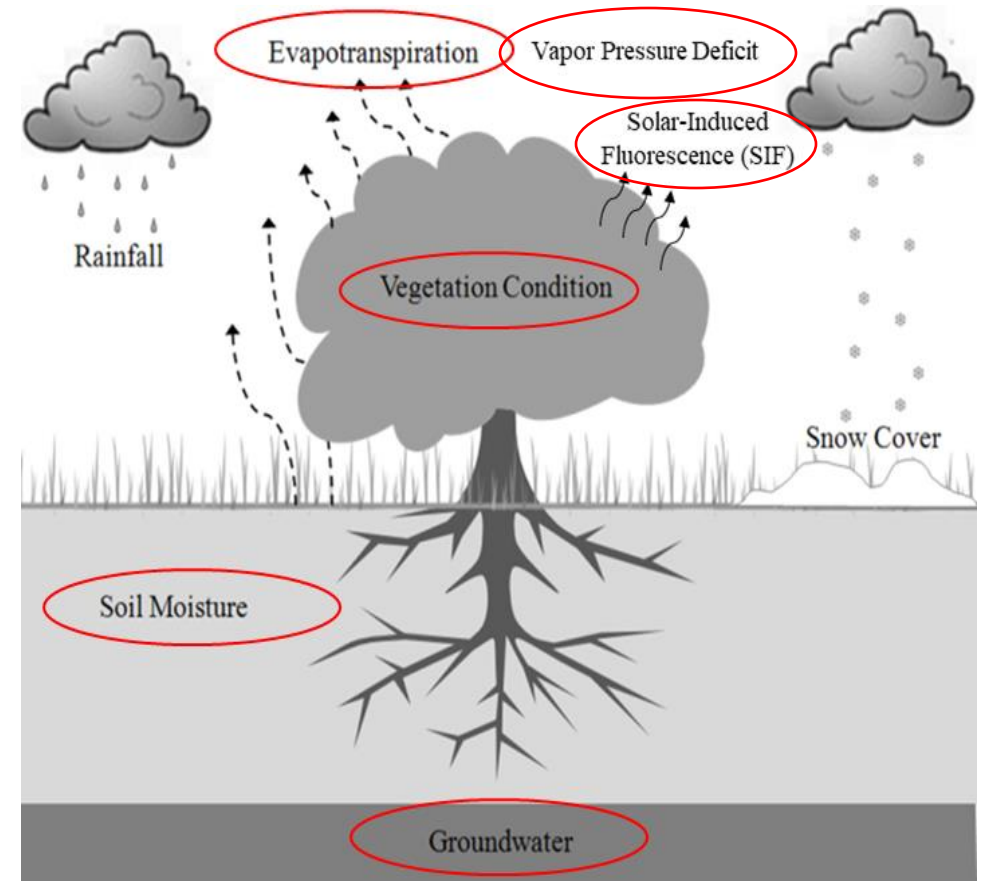 Evapotranspiration
Vapor Pressure Deficit
Solar-Induced
Fluorescence (SIF)
Rainfall
Vegetation Condition
Snow Cover
Soil Moisture
Groundwater